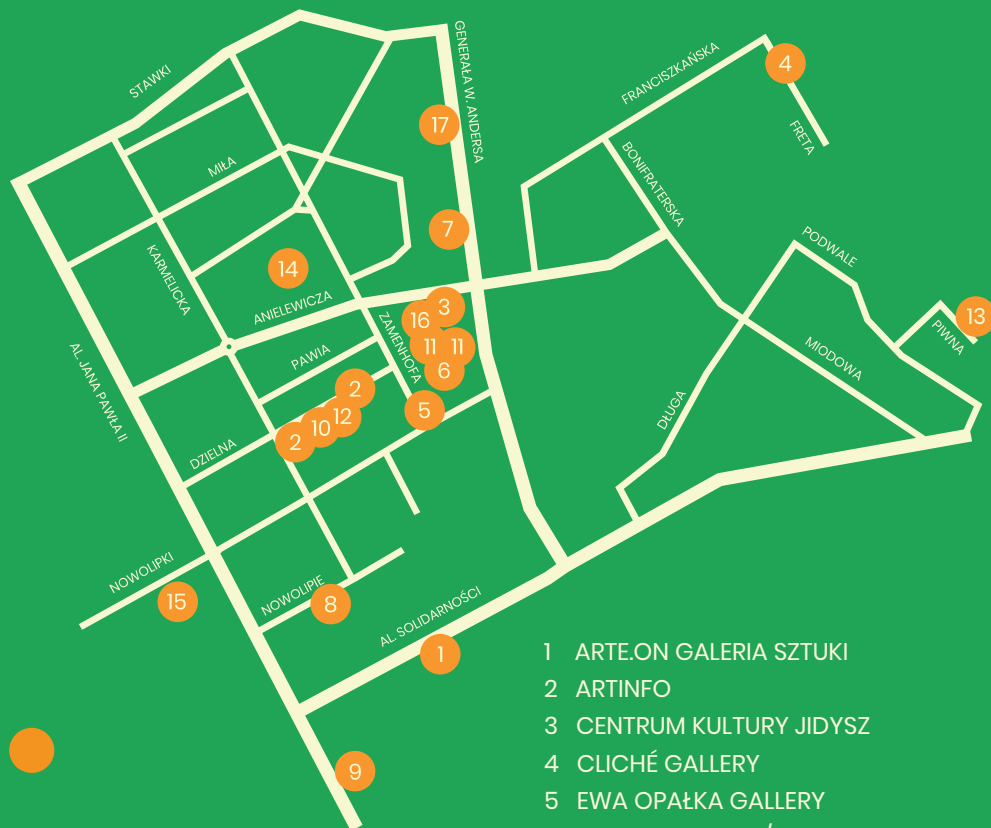 STAWKI
GENERAŁA W. ANDERSA
FRANCISZKAŃSKA
4
FRETA
17
BONIFRATERSKA
MIŁA
7
PODWALE
KARMELICKA
14
ANIELEWICZA
3
16
ZAMENHOFA
11
11
13
PIWNA
AL. JANA PAWŁA II
PAWIA
6
MIODOWA
2
DŁUGA
5
12
10
2
DZIELNA
NOWOLIPKI
15
NOWOLIPIE
8
AL. SOLIDARNOŚCI
1
9
1 ARTE.ON GALERIA SZTUKI
2 ARTINFO
3 CENTRUM KULTURY JIDYSZ
4 CLICHÉ GALLERY
5 EWA OPAŁKA GALLERY